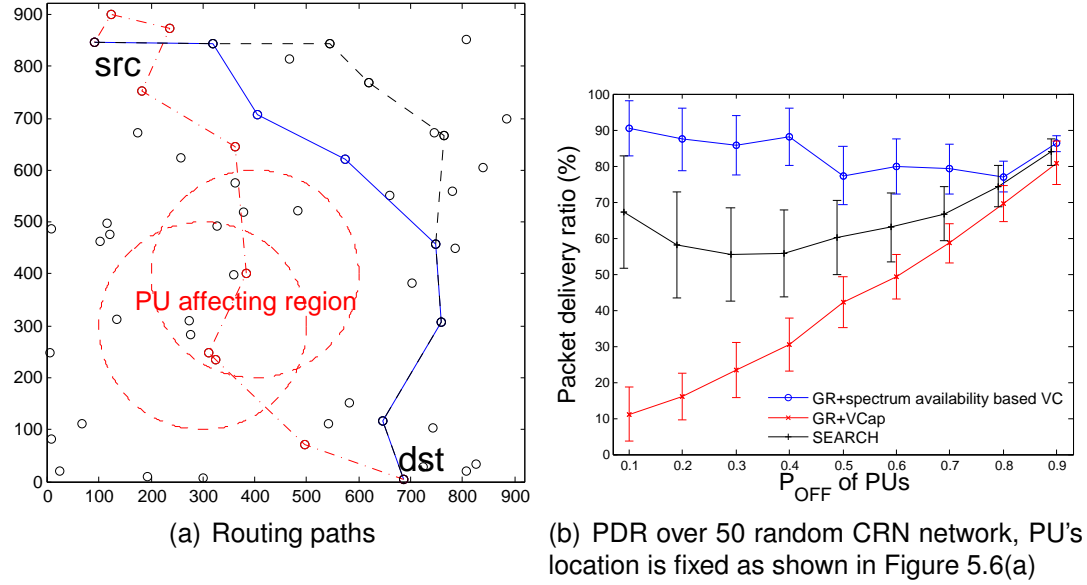 900
800
700
600
500
400
300
200
100
0
0 100 200 300 400 500 600 700 800 900
src
PU affecting region
dst
(a) Routing paths
Packet delivery ratio (%)
100
90
80
70
60
50
40
30
20
10
0
GR+spectrum availability based VC
GR+VCap
SEARCH
0.1 0.2 0.3 0.4 0.5 0.6 0.7 0.8 0.9
P_OFF of PUs
(b) PDR over 50 random CRN network, PU's
location is fixed as shown in Figure 5.6(a)